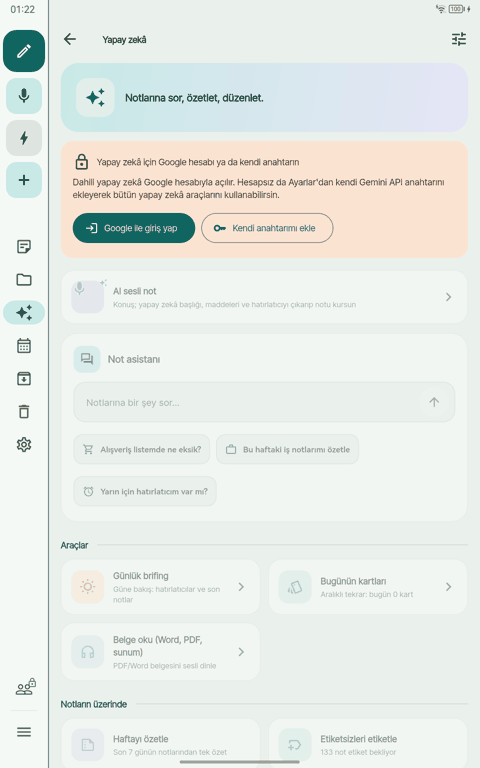 01:22
100
Yapay zekâ
Notlarına sor, özetlet, düzenlet.
Yapay zekâ için Google hesabı ya da kendi anahtarın
Dahili yapay zekâ Google hesabıyla açılır. Hesapsız da Ayarlar'dan kendi Gemini API anahtarını
ekleyerek bütün yapay zekâ araçlarını kullanabilirsin.
Google ile giriş yap
Kendi anahtarımı ekle
AI sesli not
Konuş; yapay zekâ başlığı, maddeleri ve hatırlatıcıyı çıkarıp notu kursun
Not asistanı
Notlarına bir şey sor...
Alışveriş listemde ne eksik?
Bu haftaki iş notlarımı özetle
Yarın için hatırlatıcım var mı?
Araçlar
Günlük brifing
Güne bakış: hatırlatıcılar ve son
notlar
Bugünün kartları
Aralıklı tekrar: bugün 0 kart
Belge oku (Word, PDF,
sunum)
PDF/Word belgesini sesli dinle
Notların üzerinde
Haftayı özetle
Son 7 günün notlarından tek özet
Etiketsizleri etiketle
133 not etiket bekliyor